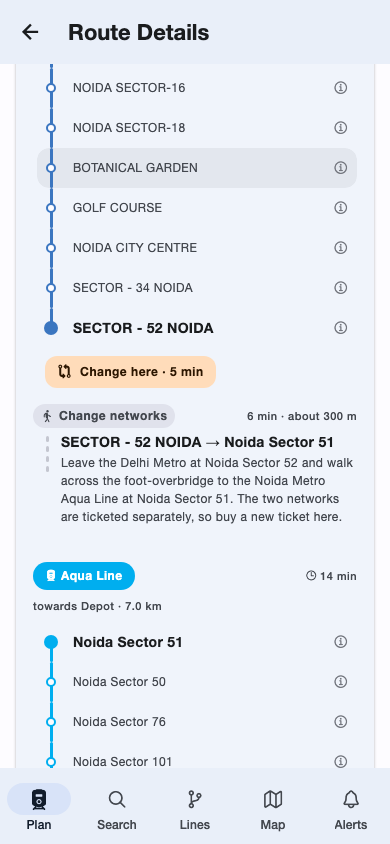 Route Details
NOIDA SECTOR-16
NOIDA SECTOR-18
BOTANICAL GARDEN
GOLF COURSE
NOIDA CITY CENTRE
SECTOR - 34 NOIDA
SECTOR - 52 NOIDA
Change here · 5 min
Change networks
6 min · about 300 m
SECTOR - 52 NOIDA → Noida Sector 51
Leave the Delhi Metro at Noida Sector 52 and walk
across the foot-overbridge to the Noida Metro
Aqua Line at Noida Sector 51. The two networks
are ticketed separately, so buy a new ticket here.
Aqua Line
14 min
towards Depot · 7.0 km
Noida Sector 51
Noida Sector 50
Noida Sector 76
Noida Sector 101
Plan
Search
Lines
Map
Alerts